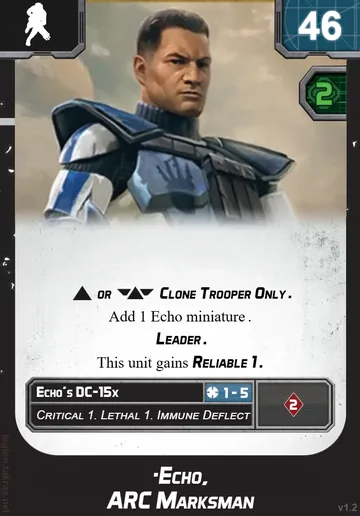 46
2
▲ OR ▼▲▼ CLONE TROOPER ONLY.
Add 1 Echo miniature.
LEADER.
This unit gains RELIABLE 1.
ECHO'S DC-15X 1-5
CRITICAL 1. LETHAL 1. IMMUNE DEFLECT 2
·ECHO,
ARC MARKSMAN
v1.2